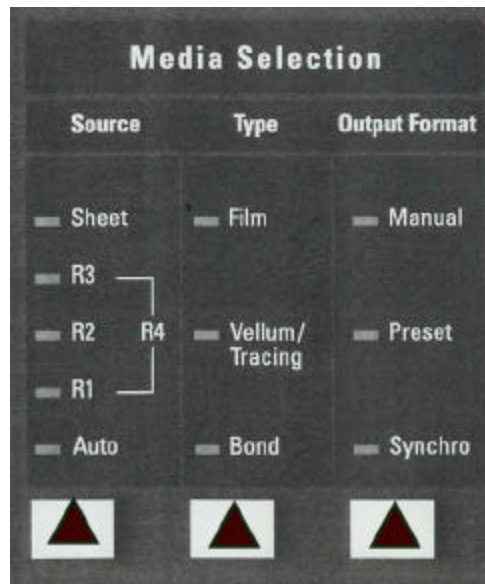 Media Selection
Source Type Output Format
Sheet Film Manual
R3
R2 R4 Vellum/ Preset
Tracing
R1
Auto Bond Synchro